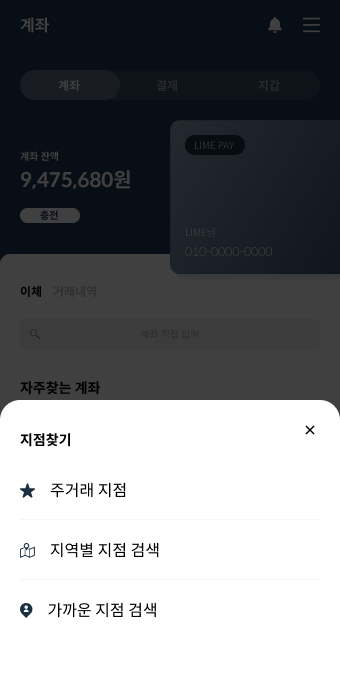 계좌
계좌 결제 지갑
계좌 잔액
9,475,680원
충전
LIME PAY
LIME님
010-0000-0000
이체 거래내역
계좌 직접 입력
자주찾는 계좌
지점찾기
주거래 지점
지역별 지점 검색
가까운 지점 검색